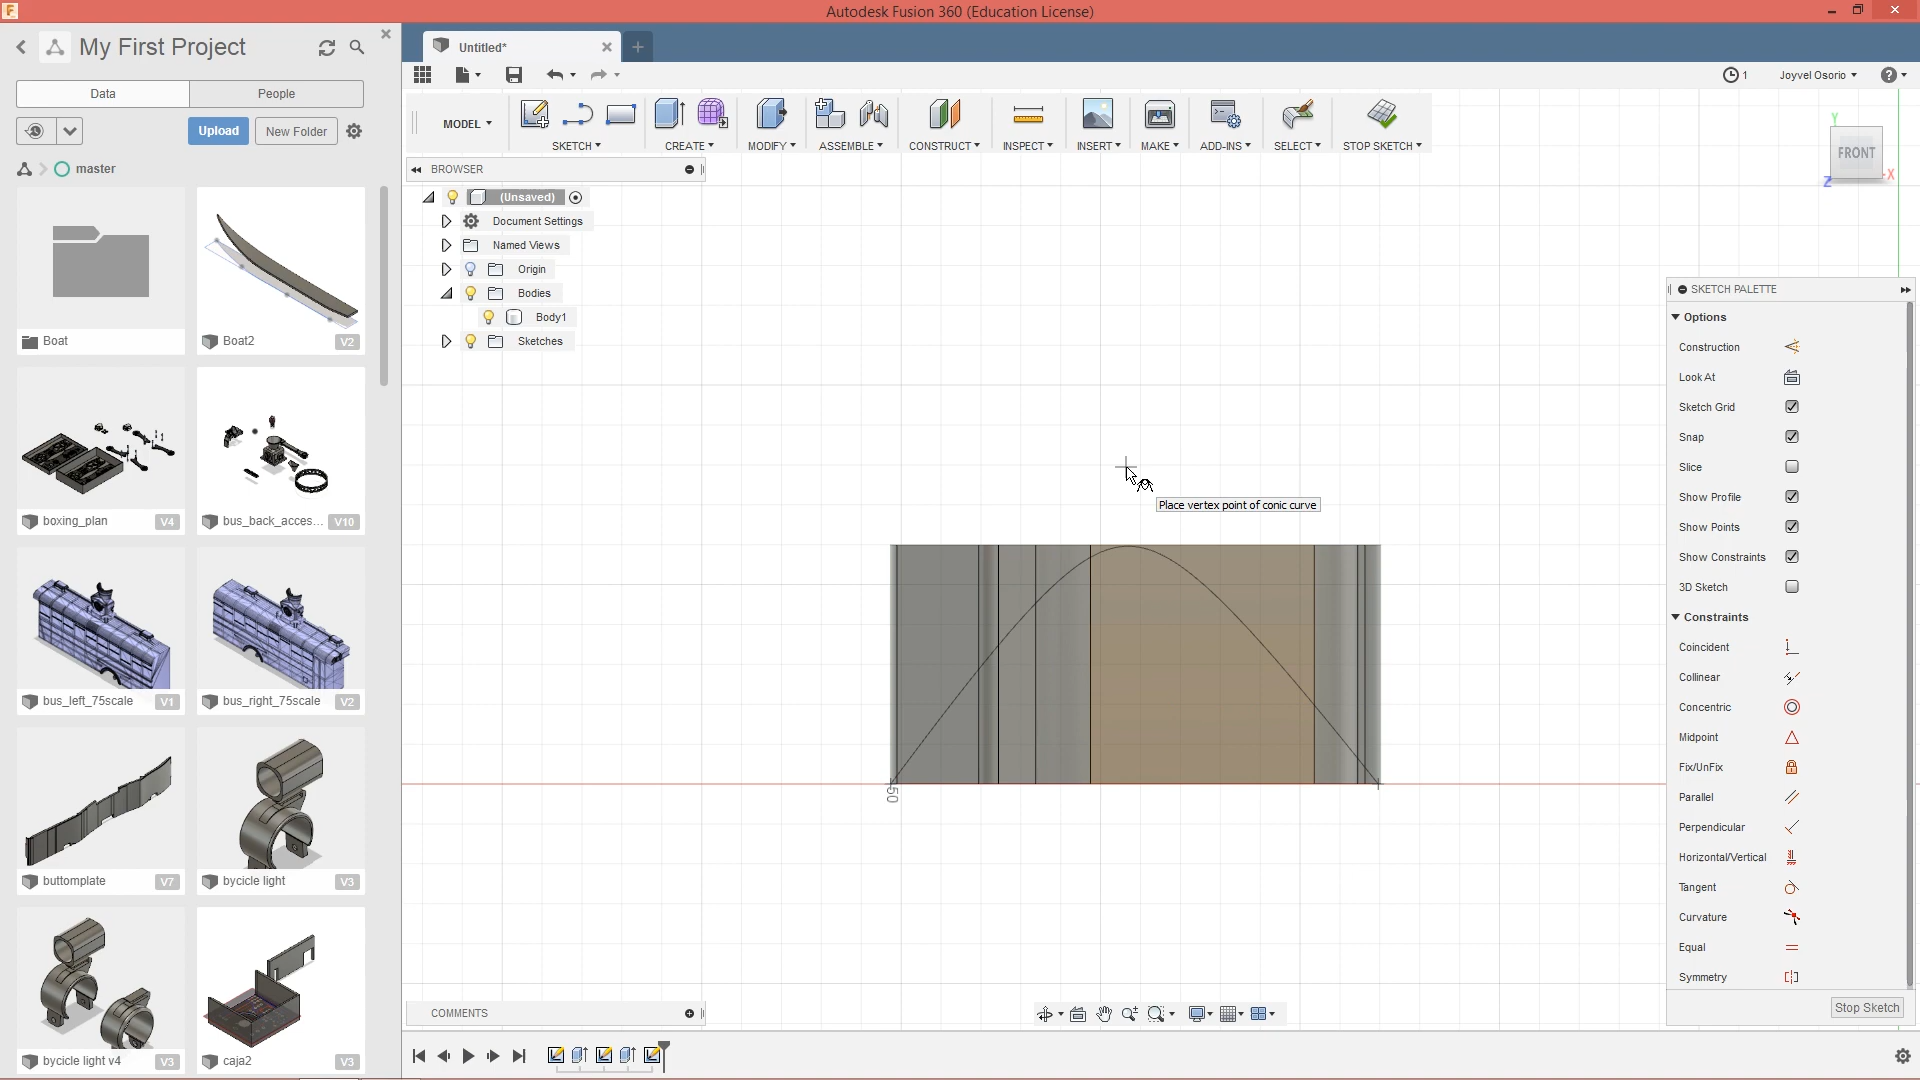 Autodesk Fusion 360 (Education License)
My First Project
Untitled*
1
Joyvel Osorio
Data
People
Upload
New Folder
master
Boat
Boat2
V2
boxing_plan
V4
bus_back_acces...
V10
bus_left_75scale
V1
bus_right_75scale
V2
buttomplate
V7
bycicle light
V3
bycicle light v4
V3
caja2
V3
MODEL
SKETCH
CREATE
MODIFY
ASSEMBLE
CONSTRUCT
INSPECT
INSERT
MAKE
ADD-INS
SELECT
STOP SKETCH
BROWSER
(Unsaved)
Document Settings
Named Views
Origin
Bodies
Body1
Sketches
Y
FRONT
Z
X
Place vertex point of conic curve
50
SKETCH PALETTE
Options
Construction
Look At
Sketch Grid
Snap
Slice
Show Profile
Show Points
Show Constraints
3D Sketch
Constraints
Coincident
Collinear
Concentric
Midpoint
Fix/UnFix
Parallel
Perpendicular
Horizontal/Vertical
Tangent
Curvature
Equal
Symmetry
Stop Sketch
COMMENTS